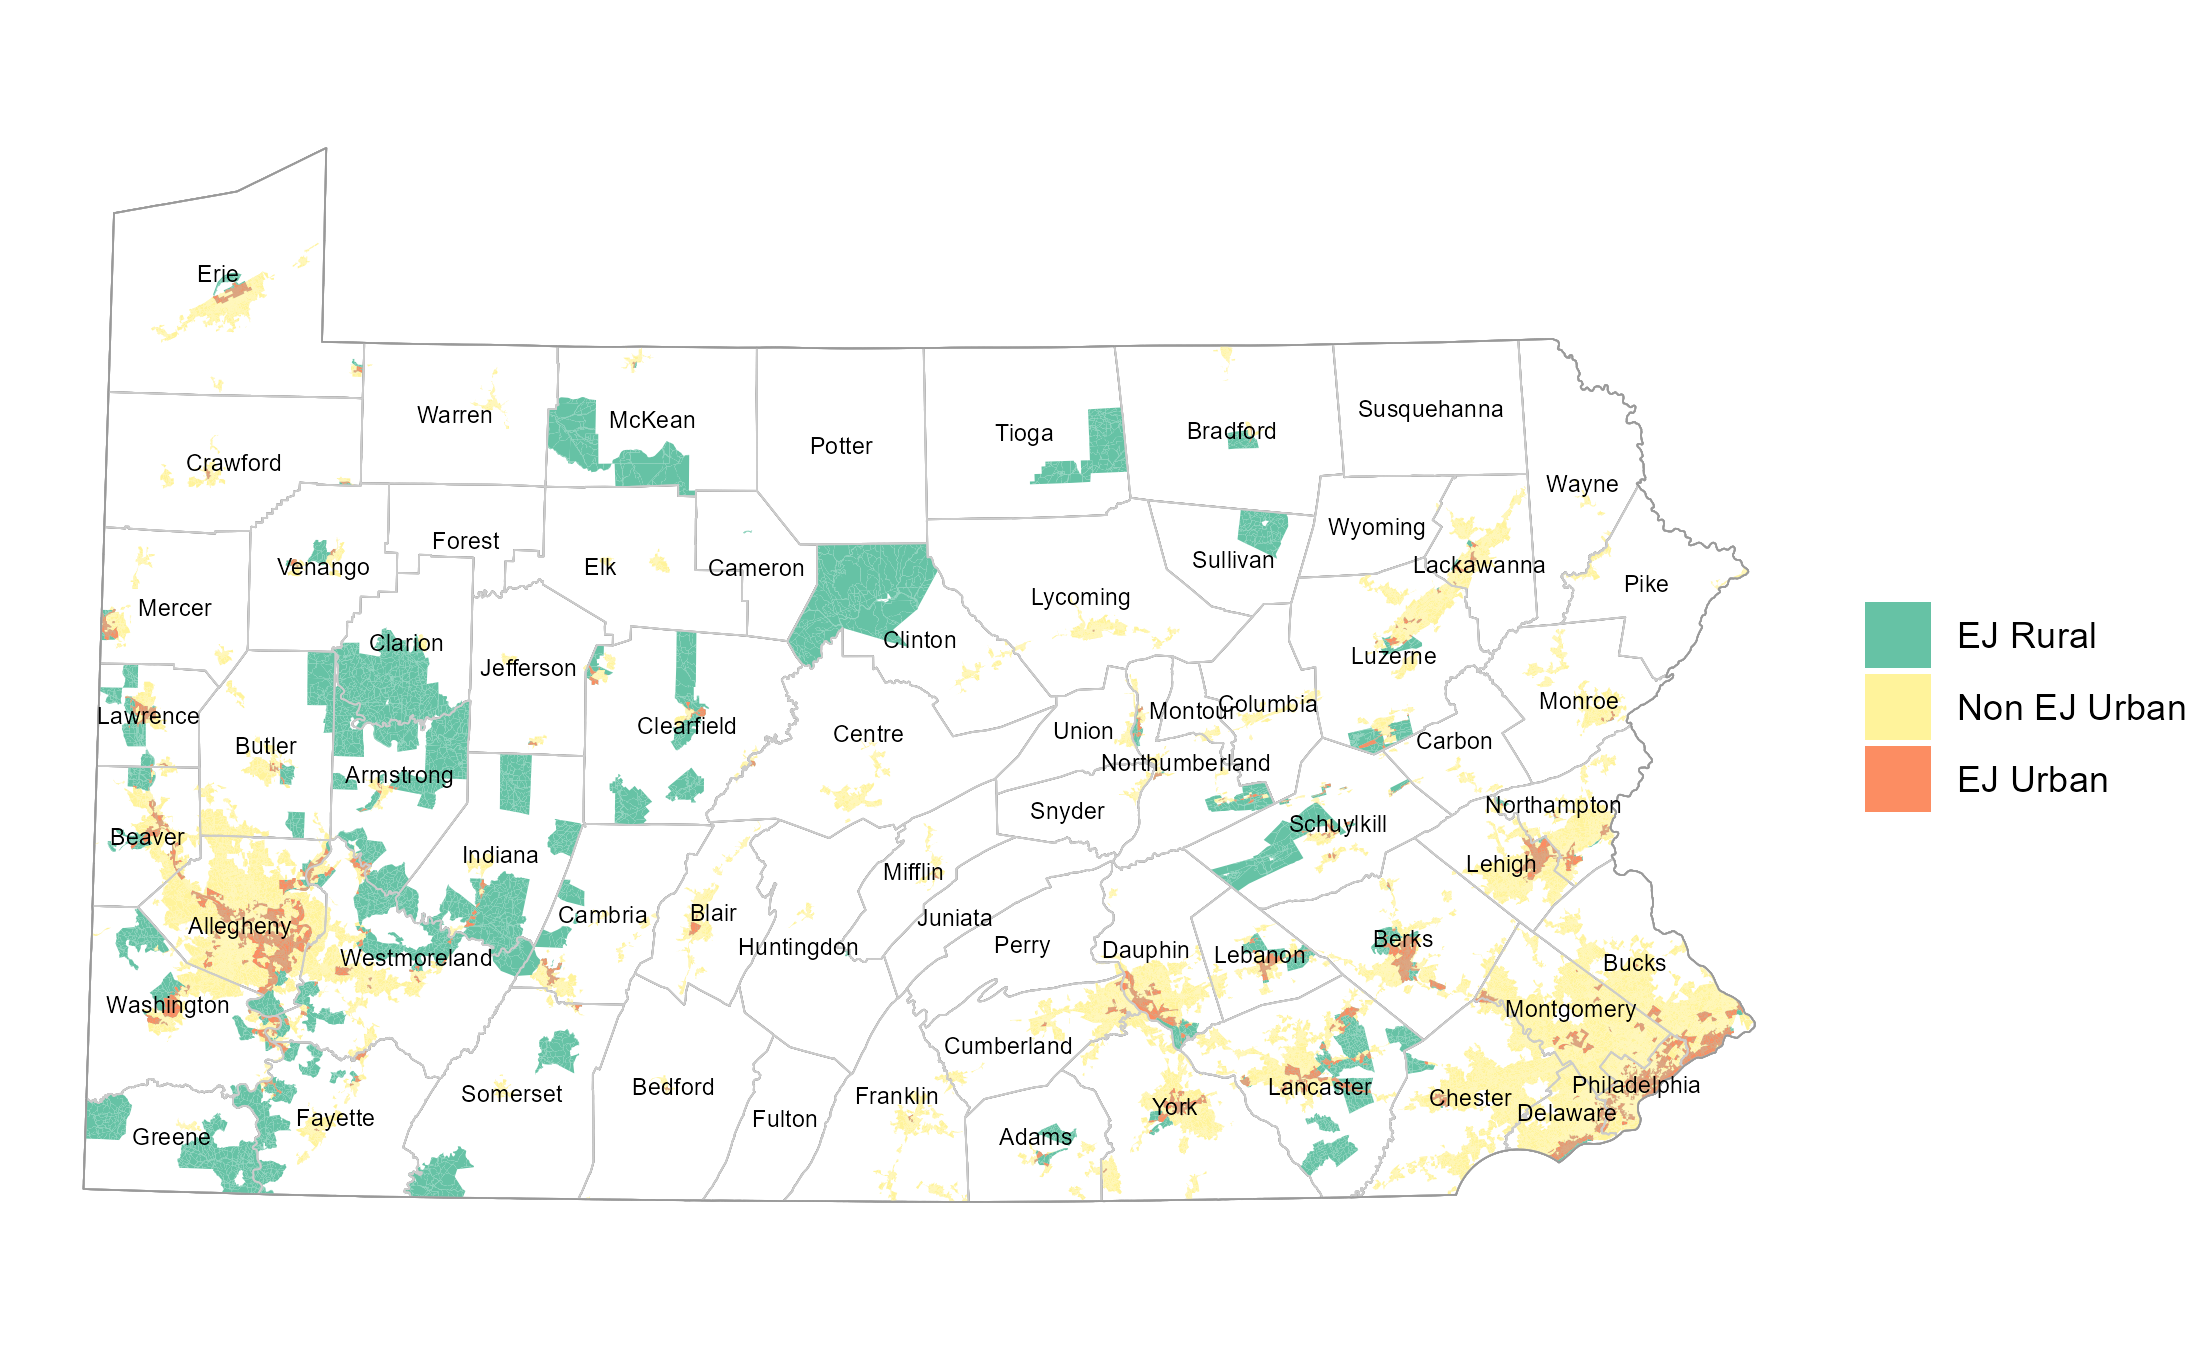 Erie
Warren
McKean
Susquehanna
Potter
Tioga
Bradford
Crawford
Wayne
Forest
Wyoming
Venango
Elk
Cameron
Sullivan
Lackawanna
Pike
Mercer
Lycoming
Clarion
Clinton
Jefferson
Luzerne
Lawrence
Clearfield
Montour
Columbia
Monroe
Butler
Centre
Union
Carbon
Armstrong
Northumberland
Snyder
Northampton
Beaver
Schuylkill
Indiana
Mifflin
Lehigh
Allegheny
Cambria
Blair
Juniata
Huntingdon
Perry
Dauphin
Lebanon
Berks
Westmoreland
Bucks
Washington
Montgomery
Cumberland
Somerset
Bedford
Franklin
Lancaster
Chester
Philadelphia
Fayette
Fulton
York
Delaware
Greene
Adams
EJ Rural
Non EJ Urban
EJ Urban